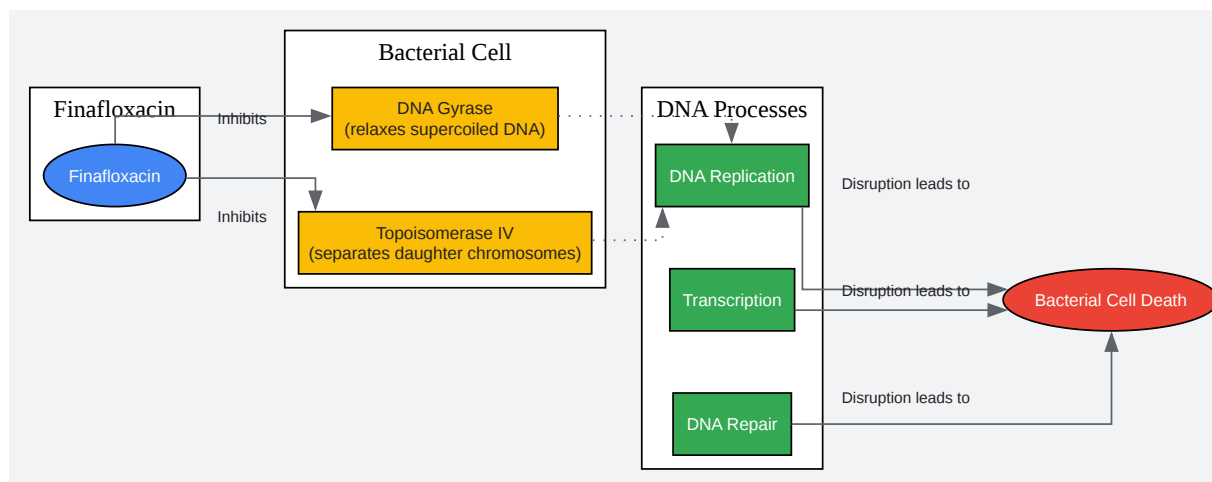 Finafloxacin
Finafloxacin
Inhibits
Inhibits
Bacterial Cell
DNA Gyrase
(relaxes supercoiled DNA)
Topoisomerase IV
(separates daughter chromosomes)
DNA Processes
DNA Replication
Transcription
DNA Repair
Disruption leads to
Disruption leads to
Disruption leads to
Bacterial Cell Death